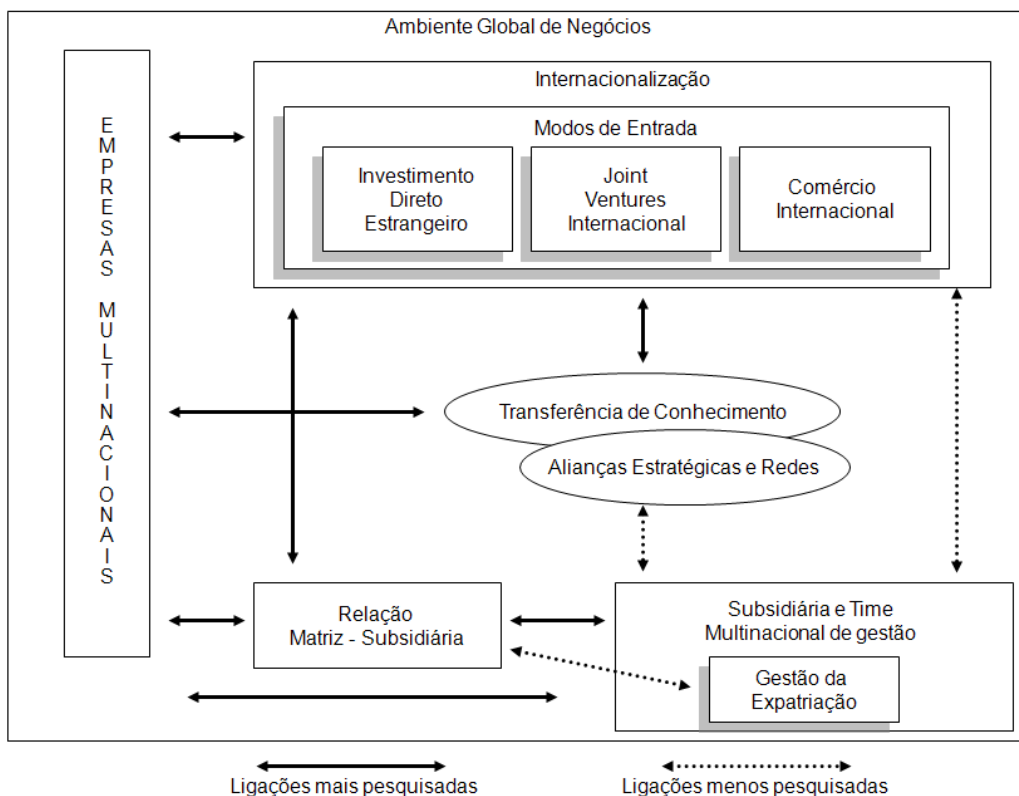 Ambiente Global de Negócios
EMPRESAS MULTINACIONAIS
Internacionalização
Modos de Entrada
Investimento
Direto
Estrangeiro
Joint
Ventures
Internacional
Comércio
Internacional
Transferência de Conhecimento
Alianças Estratégicas e Redes
Relação
Matriz - Subsidiária
Subsidiária e Time
Multinacional de gestão
Gestão da
Expatriação
Ligações mais pesquisadas
Ligações menos pesquisadas